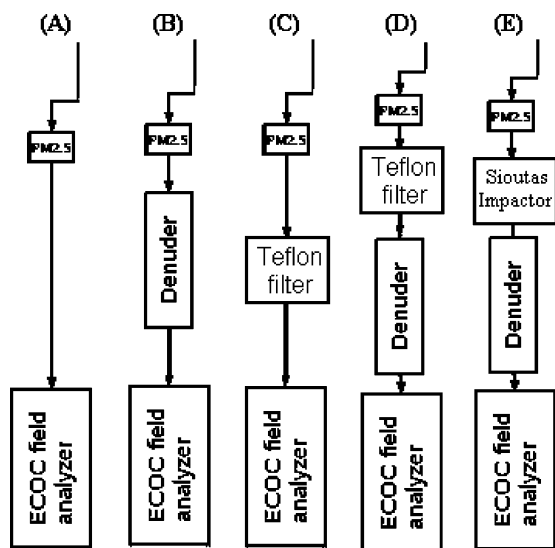 (A)
(B)
(C)
(D)
(E)
PM2.5
PM2.5
PM2.5
PM2.5
PM2.5
Denuder
Teflon
filter
Teflon
filter
Denuder
Sioutas
Impactor
Denuder
ECOC field
analyzer
ECOC field
analyzer
ECOC field
analyzer
ECOC field
analyzer
ECOC field
analyzer